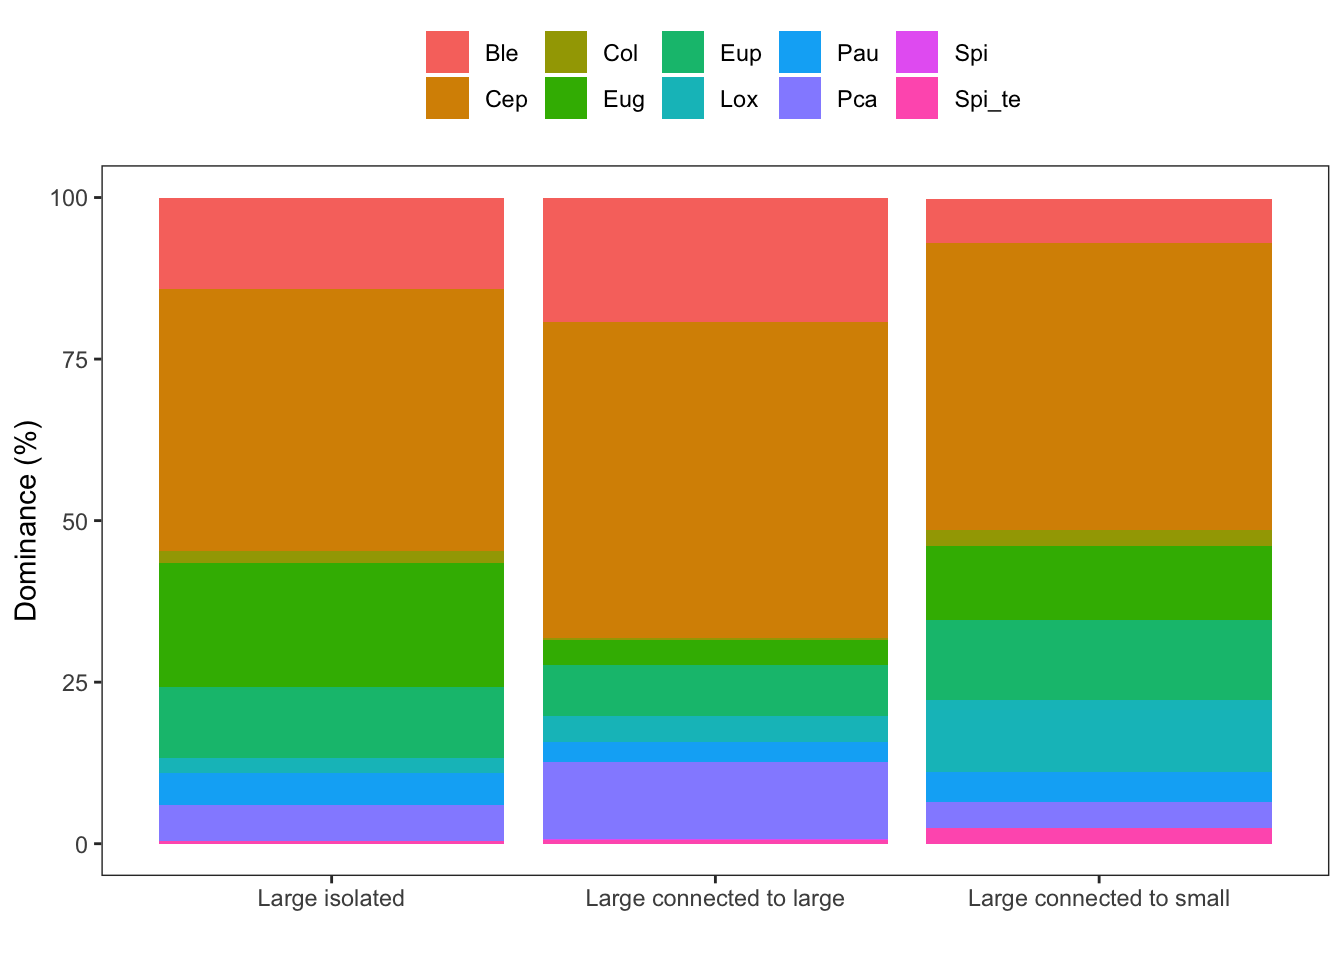 Ble Col Eup Pau Spi
Cep Eug Lox Pca Spi_te
100
75
50
25
0
Dominance (%)
Large isolated Large connected to large Large connected to small